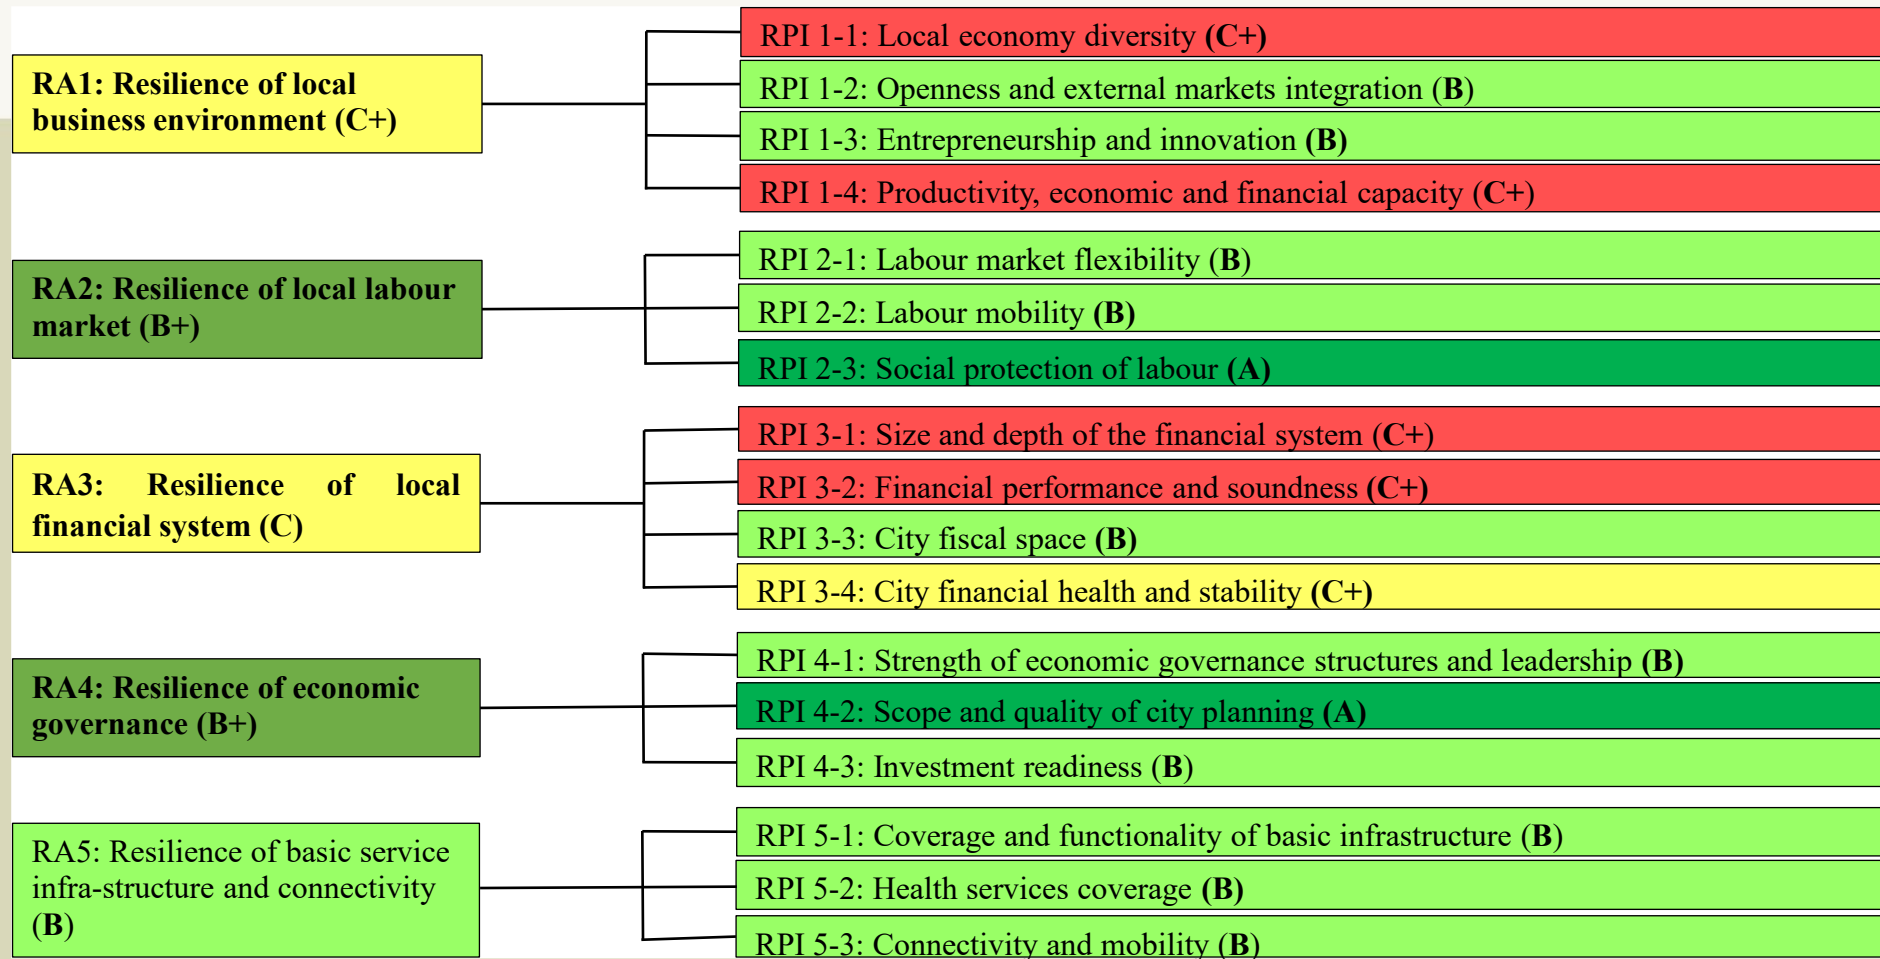 RA1: Resilience of local
business environment (C+)
RPI 1-1: Local economy diversity (C+)
RPI 1-2: Openness and external markets integration (B)
RPI 1-3: Entrepreneurship and innovation (B)
RPI 1-4: Productivity, economic and financial capacity (C+)
RA2: Resilience of local labour
market (B+)
RPI 2-1: Labour market flexibility (B)
RPI 2-2: Labour mobility (B)
RPI 2-3: Social protection of labour (A)
RA3: Resilience of local
financial system (C)
RPI 3-1: Size and depth of the financial system (C+)
RPI 3-2: Financial performance and soundness (C+)
RPI 3-3: City fiscal space (B)
RPI 3-4: City financial health and stability (C+)
RA4: Resilience of economic
governance (B+)
RPI 4-1: Strength of economic governance structures and leadership (B)
RPI 4-2: Scope and quality of city planning (A)
RPI 4-3: Investment readiness (B)
RA5: Resilience of basic service
infra-structure and connectivity
(B)
RPI 5-1: Coverage and functionality of basic infrastructure (B)
RPI 5-2: Health services coverage (B)
RPI 5-3: Connectivity and mobility (B)